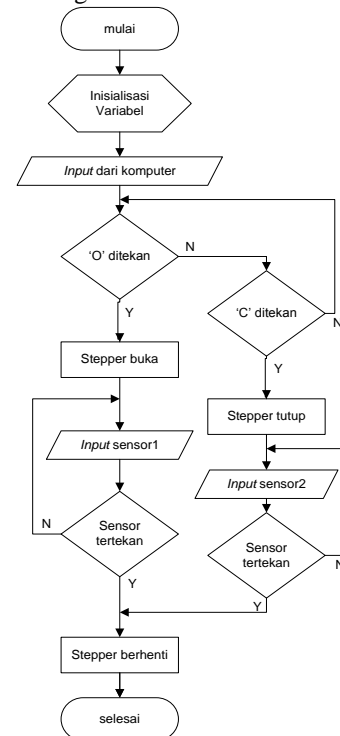 mulai
Inisialisasi
Variabel
Input dari komputer
'O' ditekan
N
'C' ditekan
N
Y
Y
Stepper buka
Stepper tutup
Input sensor1
Input sensor2
N
Sensor
tertekan
Sensor
tertekan
N
Y
Y
Stepper berhenti
selesai